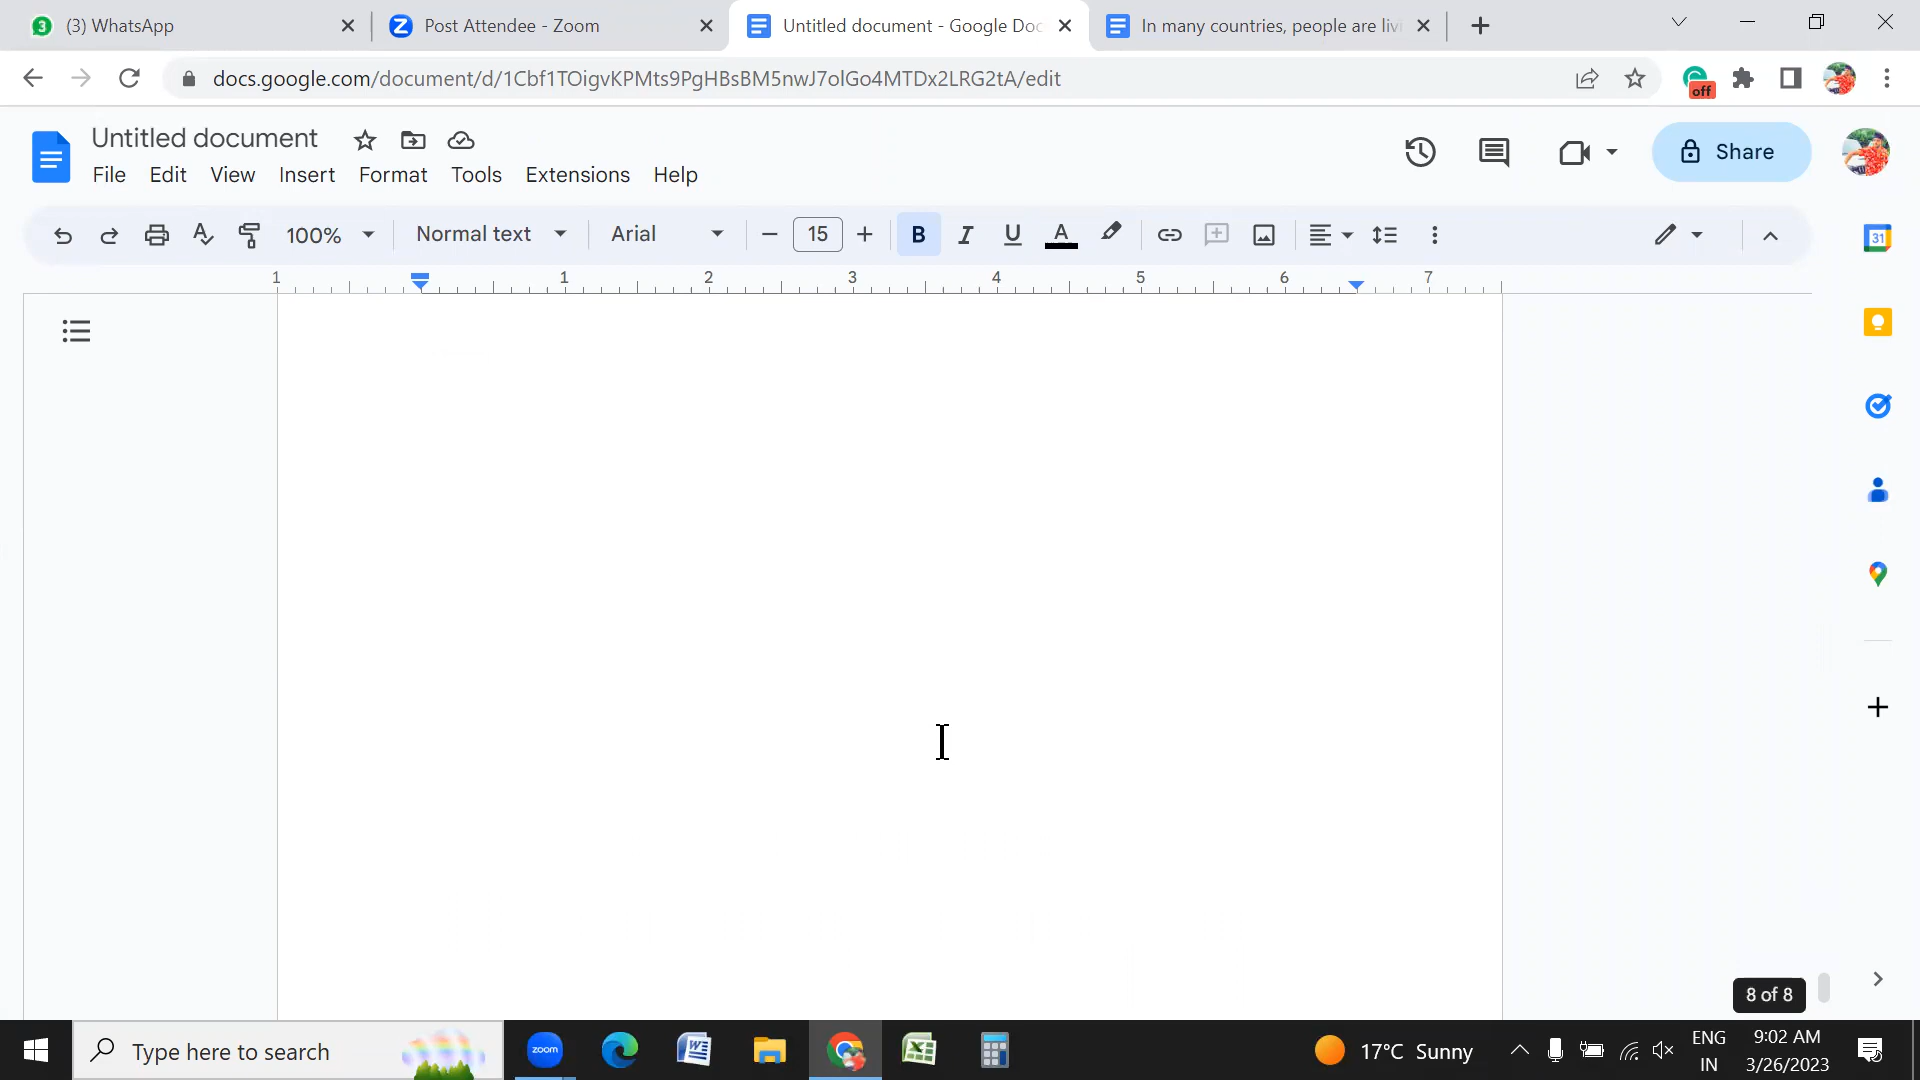 (3) WhatsApp
Post Attendee - Zoom
Untitled document - Google Doc
In many countries, people are livi
docs.google.com/document/d/1Cbf1TOigvKPMts9PgHBsBM5nwJ7olGo4MTDx2LRG2tA/edit
off
Untitled document
Share
File Edit View Insert Format Tools Extensions Help
100% Normal text Arial 15 B I U A
31
1 1 2 3 4 5 6 7
8 of 8
Type here to search
zoom
17°C Sunny
ENG
IN
9:02 AM
3/26/2023